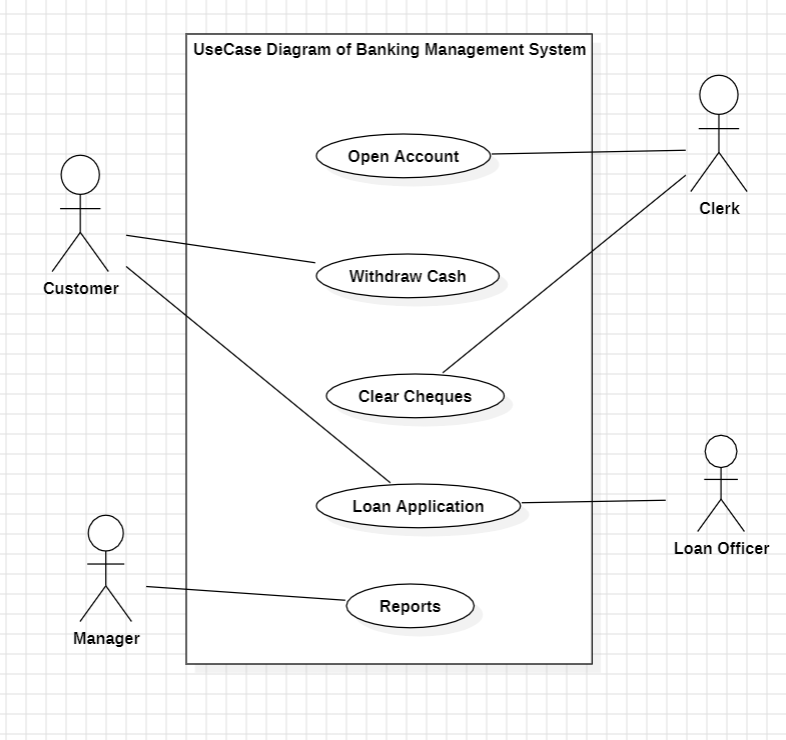 UseCase Diagram of Banking Management System
Open Account
Clerk
Withdraw Cash
Customer
Clear Cheques
Loan Application
Loan Officer
Reports
Manager